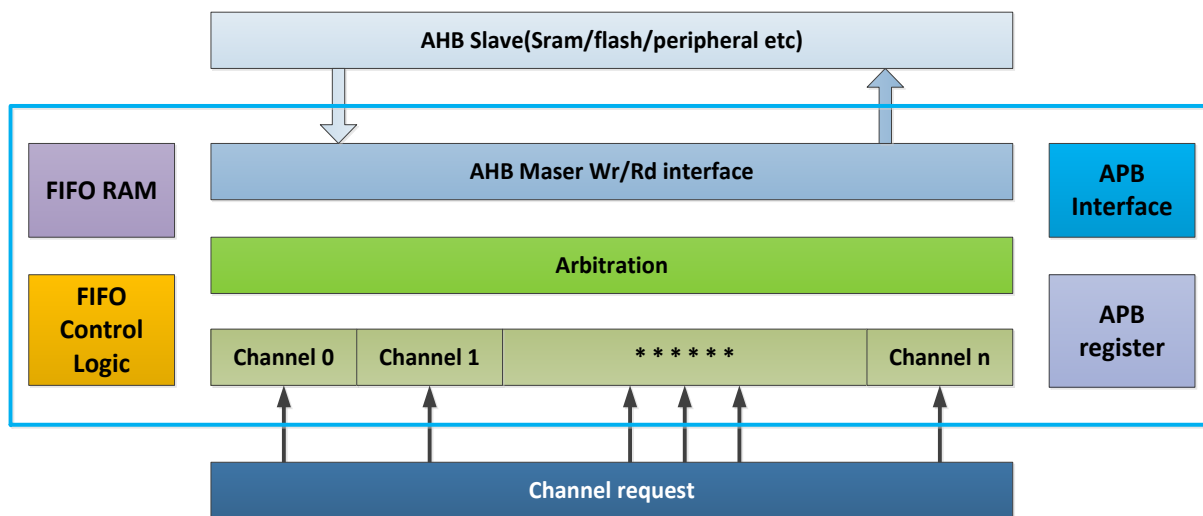 AHB Slave(Sram/flash/peripheral etc)
FIFO RAM
AHB Maser Wr/Rd interface
APB
Interface
Arbitration
FIFO
Control
Logic
APB
register
Channel 0
Channel 1
* * * * * *
Channel n
Channel request